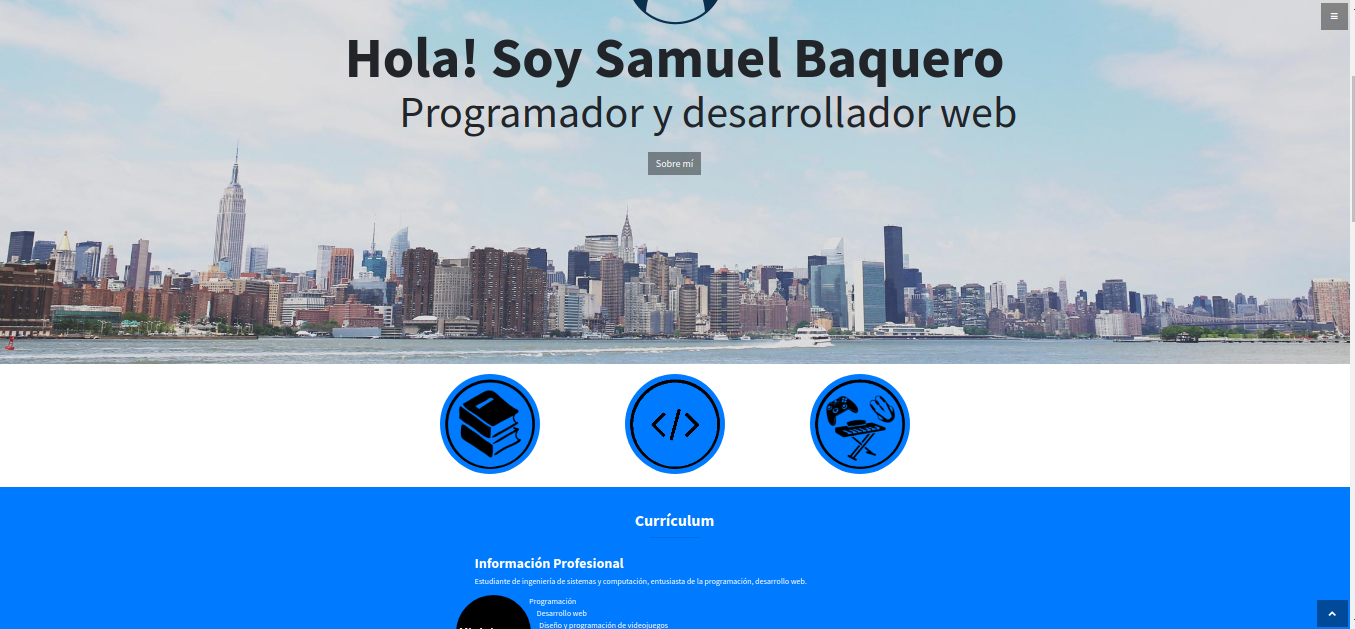 Hola! Soy Samuel Baquero
Programador y desarrollador web
Sobre mí
Currículum
Información Profesional
Estudiante de ingeniería de sistemas y computación, entusiasta de la programación, desarrollo web.
Programación
Desarrollo web
Diseño y programación de videojuegos